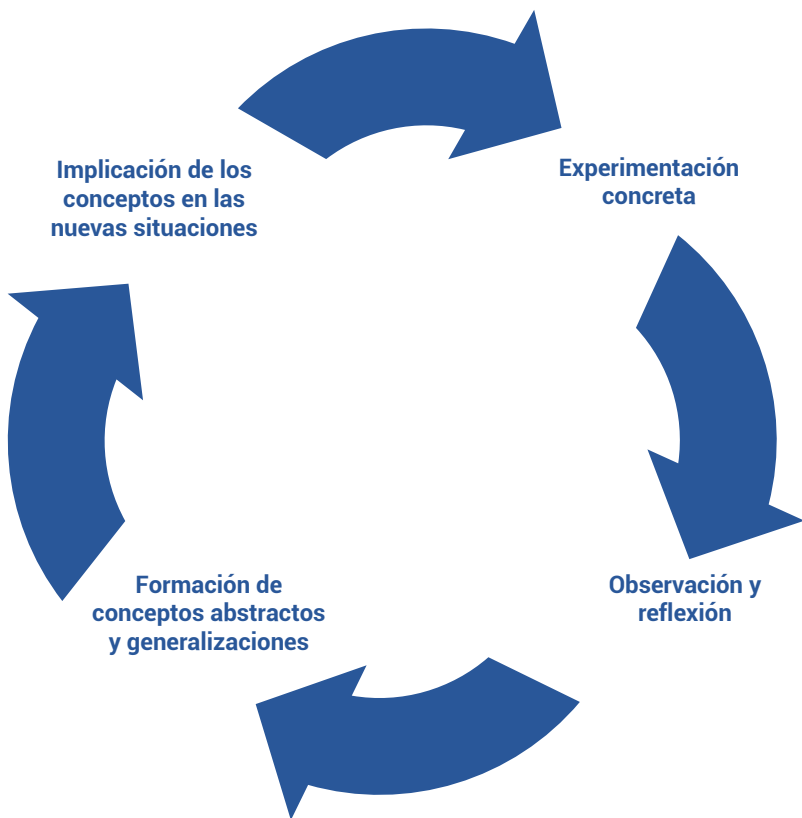 Implicación de los
conceptos en las
nuevas situaciones
Experimentación
concreta
Formación de
conceptos abstractos
y generalizaciones
Observación y
reflexión